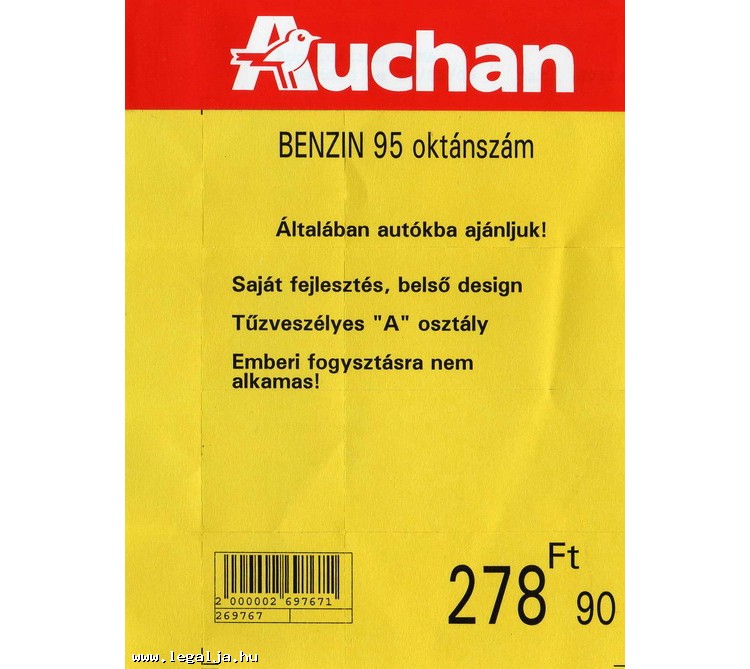 Auchan
BENZIN 95 oktánszám
Általában autókba ajánljuk!
Saját fejlesztés, belső design
Tűzveszélyes "A" osztály
Emberi fogysztásra nem
alkamas!
278 Ft 90
2 000002 697671
269767
www.legalja.hu